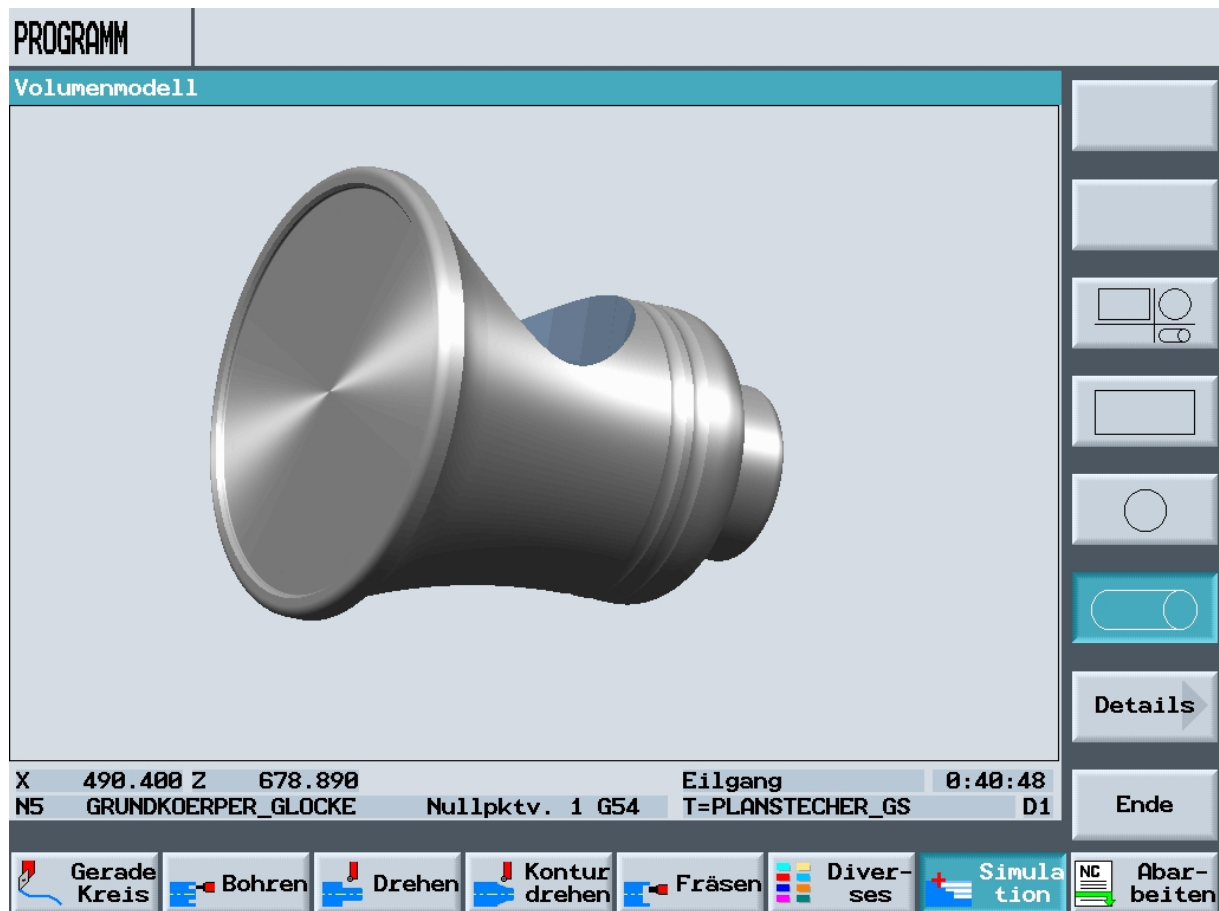 PROGRAMM
Volumenmodell
Details
X 490.400 Z 678.890 Eilgang 0:40:48
N5 GRUNDKOERPER_GLOCKE Nullpktv. 1 G54 T=PLANSTECHER_GS D1
Ende
Gerade
Kreis
Bohren
Drehen
Kontur
drehen
Fräsen
Diver-
ses
Simula
tion
NC
Abar-
beiten